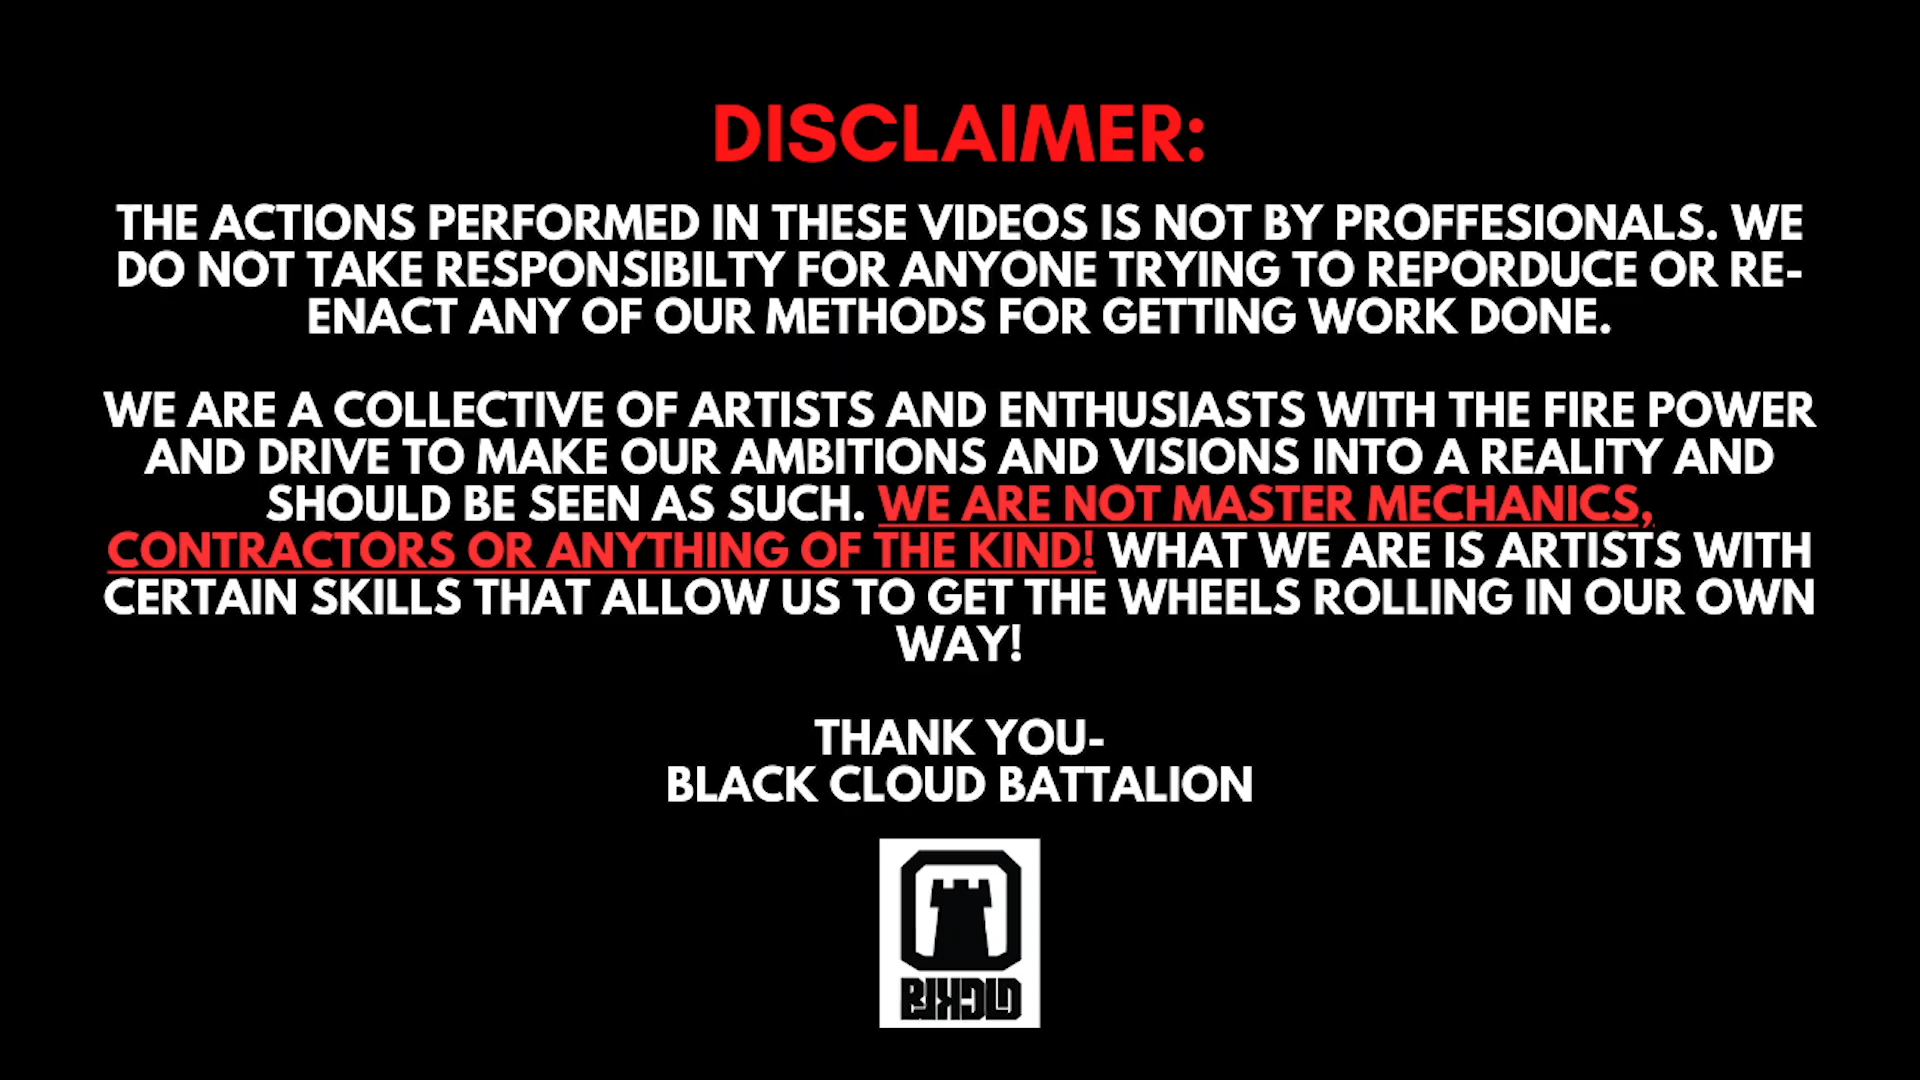 DISCLAIMER:
THE ACTIONS PERFORMED IN THESE VIDEOS IS NOT BY PROFFESIONALS. WE
DO NOT TAKE RESPONSIBILTY FOR ANYONE TRYING TO REPORDUCE OR RE-
ENACT ANY OF OUR METHODS FOR GETTING WORK DONE.
WE ARE A COLLECTIVE OF ARTISTS AND ENTHUSIASTS WITH THE FIRE POWER
AND DRIVE TO MAKE OUR AMBITIONS AND VISIONS INTO A REALITY AND
SHOULD BE SEEN AS SUCH. WE ARE NOT MASTER MECHANICS,
CONTRACTORS OR ANYTHING OF THE KIND! WHAT WE ARE IS ARTISTS WITH
CERTAIN SKILLS THAT ALLOW US TO GET THE WHEELS ROLLING IN OUR OWN
WAY!
THANK YOU-
BLACK CLOUD BATTALION